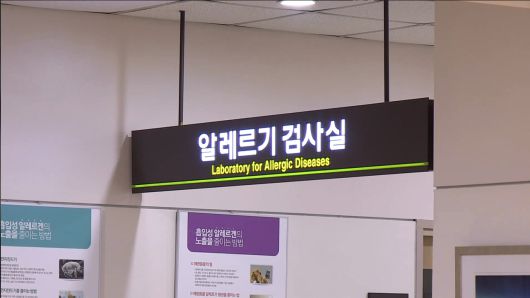 알레르기 검사실
Laboratory for Allergic Diseases
흡입성 알레르겐의
노출을 줄이는 방법
흡입성 알레르겐의
노출을 줄이는 방법